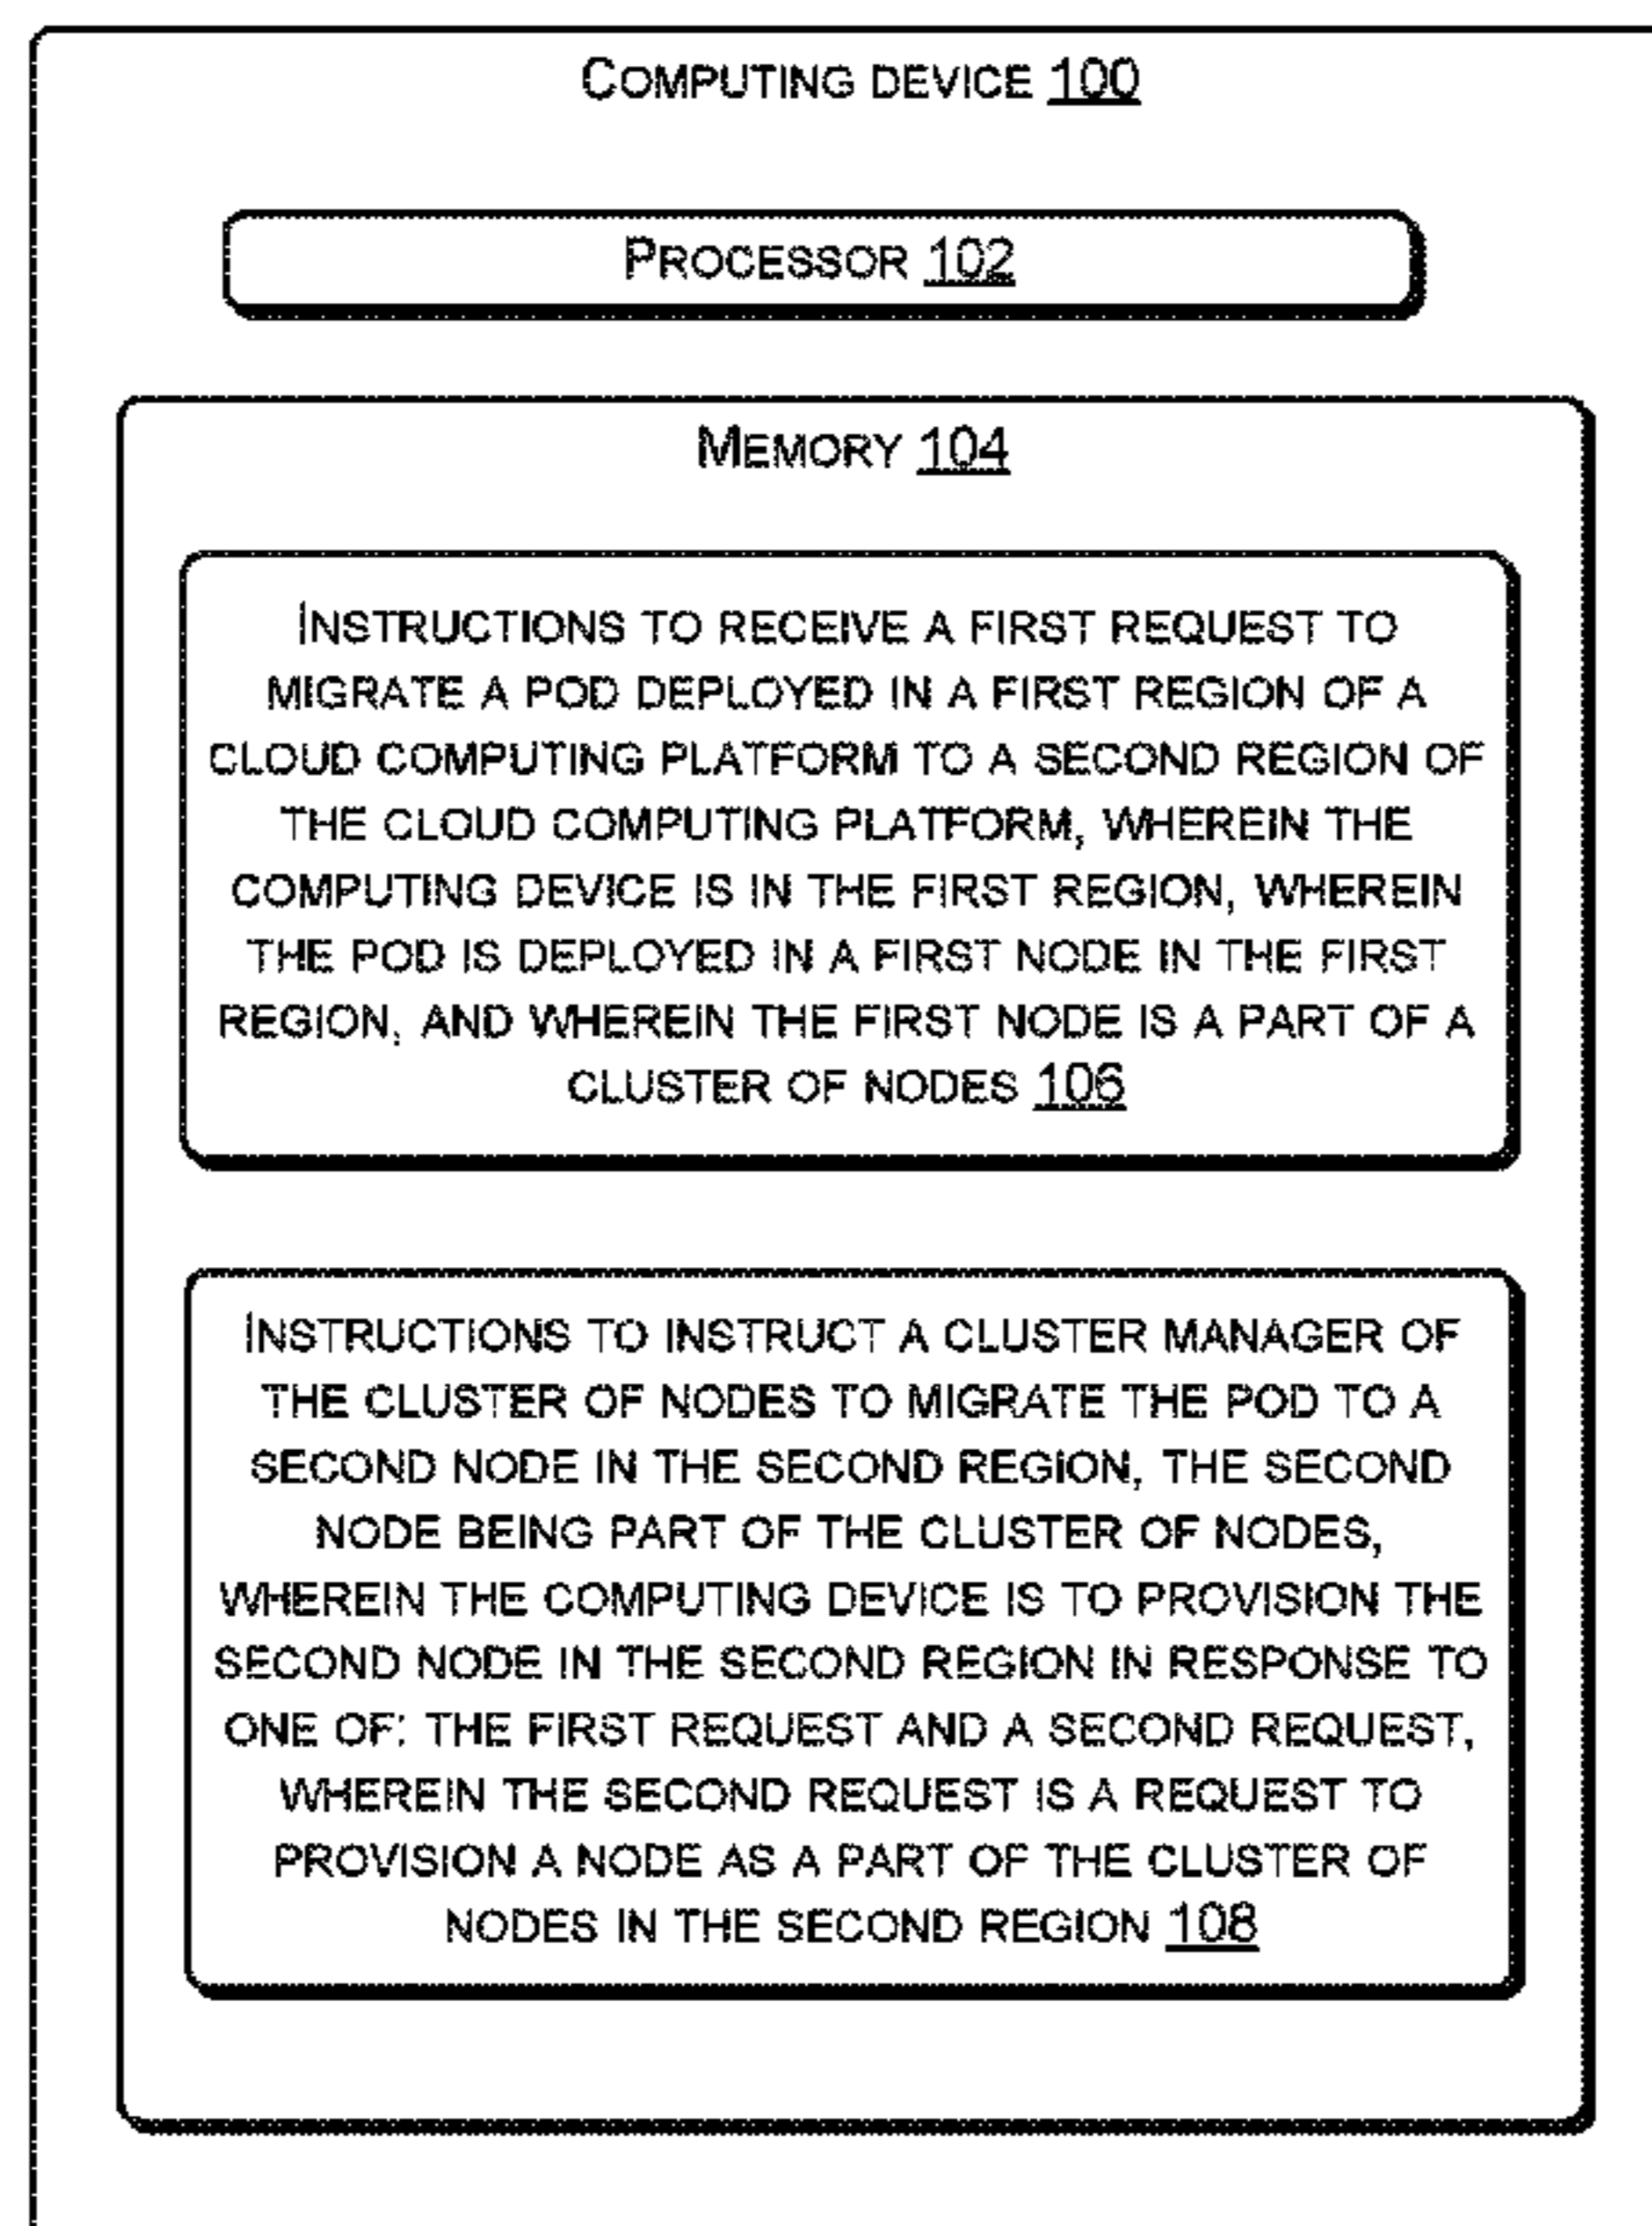 COMPUTING DEVICE 100
PROCESSOR 102
MEMORY 104
INSTRUCTIONS TO RECEIVE A FIRST REQUEST TO
MIGRATE A POD DEPLOYED IN A FIRST REGION OF A
CLOUD COMPUTING PLATFORM TO A SECOND REGION OF
THE CLOUD COMPUTING PLATFORM, WHEREIN THE
COMPUTING DEVICE IS IN THE FIRST REGION, WHEREIN
THE POD IS DEPLOYED IN A FIRST NODE IN THE FIRST
REGION, AND WHEREIN THE FIRST NODE IS A PART OF A
CLUSTER OF NODES 106
INSTRUCTIONS TO INSTRUCT A CLUSTER MANAGER OF
THE CLUSTER OF NODES TO MIGRATE THE POD TO A
SECOND NODE IN THE SECOND REGION, THE SECOND
NODE BEING PART OF THE CLUSTER OF NODES,
WHEREIN THE COMPUTING DEVICE IS TO PROVISION THE
SECOND NODE IN THE SECOND REGION IN RESPONSE TO
ONE OF: THE FIRST REQUEST AND A SECOND REQUEST,
WHEREIN THE SECOND REQUEST IS A REQUEST TO
PROVISION A NODE AS A PART OF THE CLUSTER OF
NODES IN THE SECOND REGION 108